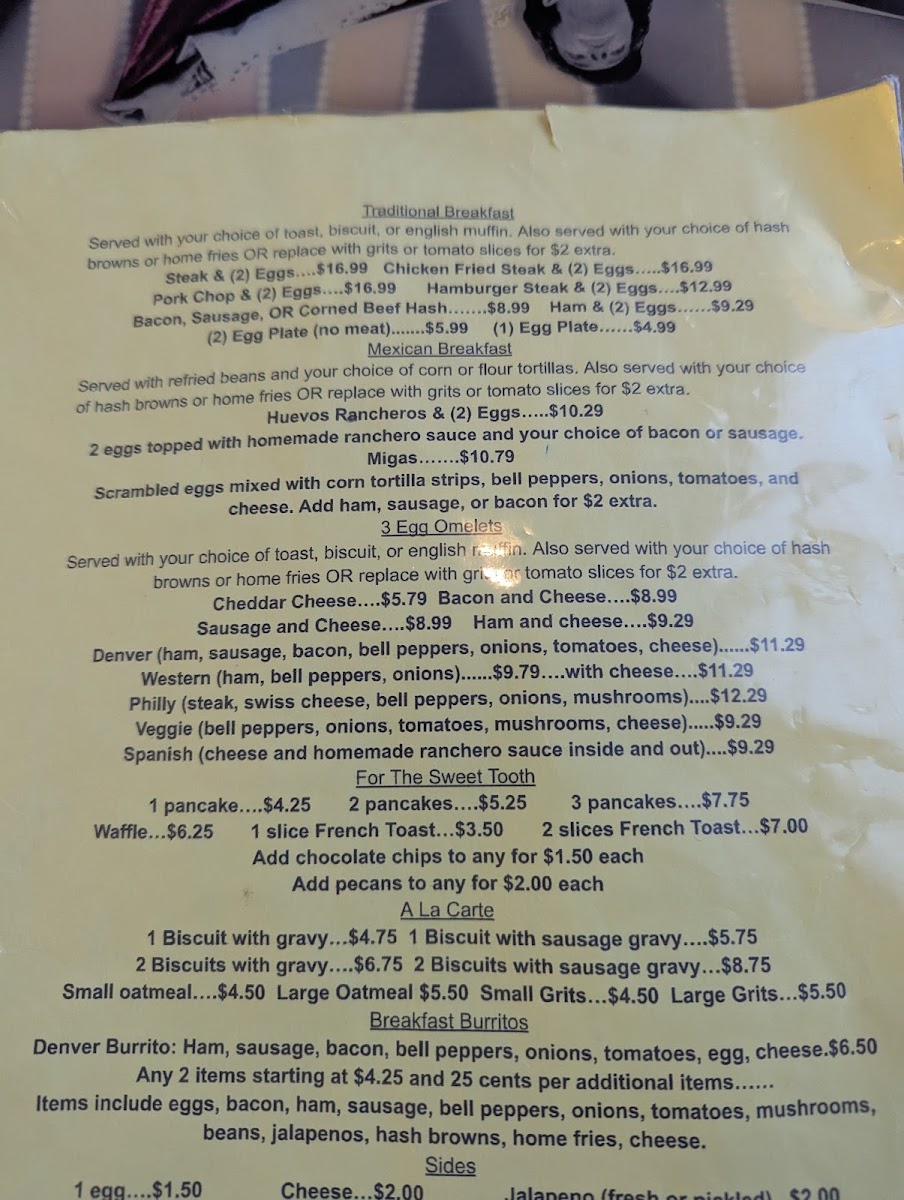 Traditional Breakfast
Served with your choice of toast, biscuit, or english muffin. Also served with your choice of hash
browns or home fries OR replace with grits or tomato slices for $2 extra.
Steak & (2) Eggs....$16.99 Chicken Fried Steak & (2) Eggs.....$16.99
Pork Chop & (2) Eggs....$16.99 Hamburger Steak & (2) Eggs....$12.99
Bacon, Sausage, OR Corned Beef Hash.......$8.99 Ham & (2) Eggs......$9.29
(2) Egg Plate (no meat).......$5.99 (1) Egg Plate......$4.99
Mexican Breakfast
Served with refried beans and your choice of corn or flour tortillas. Also served with your choice
of hash browns or home fries OR replace with grits or tomato slices for $2 extra.
Huevos Rancheros & (2) Eggs.....$10.29
2 eggs topped with homemade ranchero sauce and your choice of bacon or sausage.
Migas.......$10.79
Scrambled eggs mixed with corn tortilla strips, bell peppers, onions, tomatoes, and
cheese. Add ham, sausage, or bacon for $2 extra.
3 Egg Omelets
Served with your choice of toast, biscuit, or english muffin. Also served with your choice of hash
browns or home fries OR replace with grits or tomato slices for $2 extra.
Cheddar Cheese....$5.79 Bacon and Cheese....$8.99
Sausage and Cheese....$8.99 Ham and cheese....$9.29
Denver (ham, sausage, bacon, bell peppers, onions, tomatoes, cheese)......$11.29
Western (ham, bell peppers, onions)......$9.79....with cheese....$11.29
Philly (steak, swiss cheese, bell peppers, onions, mushrooms)....$12.29
Veggie (bell peppers, onions, tomatoes, mushrooms, cheese).....$9.29
Spanish (cheese and homemade ranchero sauce inside and out)....$9.29
For The Sweet Tooth
1 pancake....$4.25 2 pancakes....$5.25 3 pancakes....$7.75
Waffle...$6.25 1 slice French Toast...$3.50 2 slices French Toast...$7.00
Add chocolate chips to any for $1.50 each
Add pecans to any for $2.00 each
A La Carte
1 Biscuit with gravy...$4.75 1 Biscuit with sausage gravy....$5.75
2 Biscuits with gravy....$6.75 2 Biscuits with sausage gravy...$8.75
Small oatmeal....$4.50 Large Oatmeal $5.50 Small Grits...$4.50 Large Grits...$5.50
Breakfast Burritos
Denver Burrito: Ham, sausage, bacon, bell peppers, onions, tomatoes, egg, cheese.$6.50
Any 2 items starting at $4.25 and 25 cents per additional items......
Items include eggs, bacon, ham, sausage, bell peppers, onions, tomatoes, mushrooms,
beans, jalapenos, hash browns, home fries, cheese.
Sides
1 egg....$1.50 Cheese...$2.00 Jalapeno (fresh or pickled) $2.00